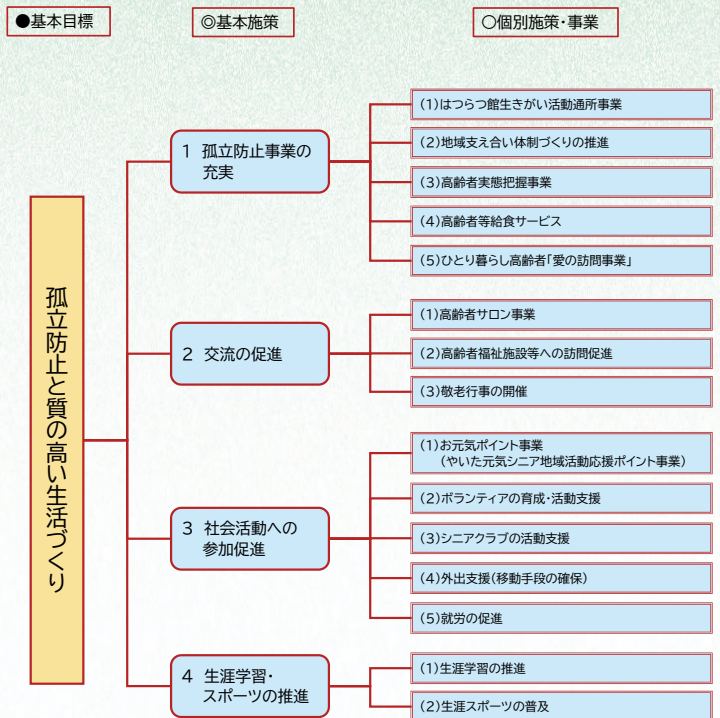 ●基本目標
◎基本施策
○個別施策・事業
孤立防止と質の高い生活づくり
1 孤立防止事業の
充実
(1)はつらつ館生きがい活動通所事業
(2)地域支え合い体制づくりの推進
(3)高齢者実態把握事業
(4)高齢者等給食サービス
(5)ひとり暮らし高齢者「愛の訪問事業」
2 交流の促進
(1)高齢者サロン事業
(2)高齢者福祉施設等への訪問促進
(3)敬老行事の開催
3 社会活動への
参加促進
(1)お元気ポイント事業
(やいた元気シニア地域活動応援ポイント事業)
(2)ボランティアの育成・活動支援
(3)シニアクラブの活動支援
(4)外出支援(移動手段の確保)
(5)就労の促進
4 生涯学習・
スポーツの推進
(1)生涯学習の推進
(2)生涯スポーツの普及